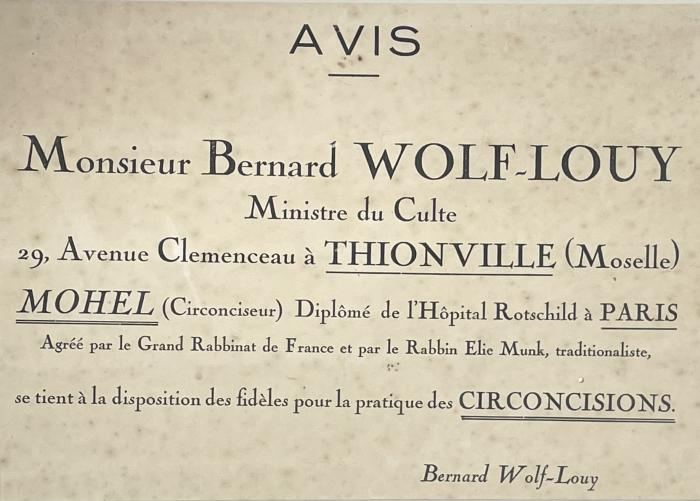 AVIS
Monsieur Bernard WOLF-LOUY
Ministre du Culte
29, Avenue Clemenceau à THIONVILLE (Moselle)
MOHEL (Circonciseur) Diplômé de l'Hôpital Rotschild à PARIS
Agréé par le Grand Rabbinat de France et par le Rabbin Elie Munk, traditionaliste,
se tient à la disposition des fidèles pour la pratique des CIRCONCISIONS.
Bernard Wolf-Louy